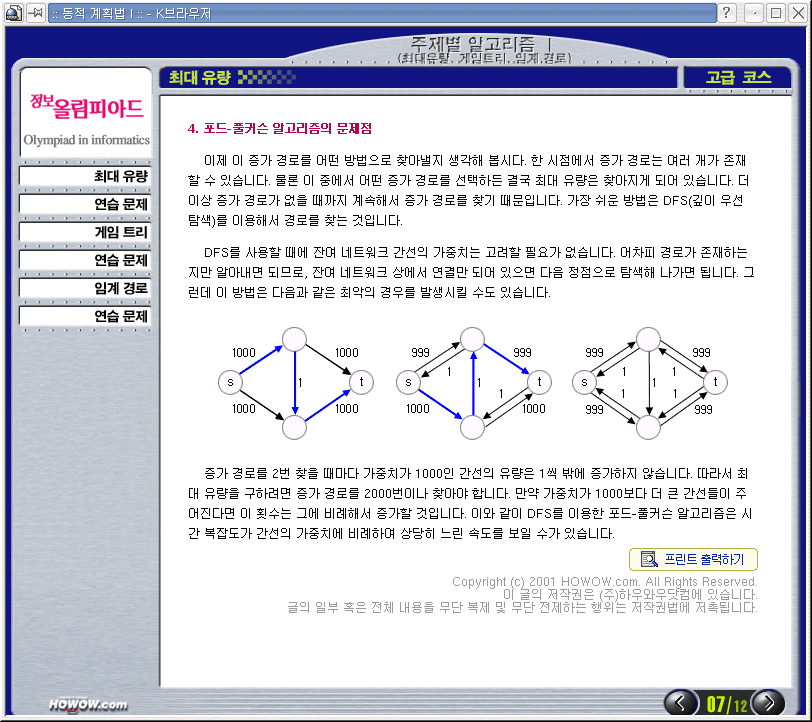 :: 동적 계획법 I :: - K브라우저
주제별 알고리즘 I
(최대유량, 게임트리, 임계.경로)
정보올림피아드
Olympiad in informatics
최대 유량
연습 문제
게임 트리
연습 문제
임계 경로
연습 문제
최대 유량
고급 코스
4. 포드-풀커슨 알고리즘의 문제점
이제 이 증가 경로를 어떤 방법으로 찾아낼지 생각해 봅시다. 한 시점에서 증가 경로는 여러 개가 존재
할 수 있습니다. 물론 이 중에서 어떤 증가 경로를 선택하든 결국 최대 유량은 찾아지게 되어 있습니다. 더
이상 증가 경로가 없을 때까지 계속해서 증가 경로를 찾기 때문입니다. 가장 쉬운 방법은 DFS(깊이 우선
탐색)를 이용해서 경로를 찾는 것입니다.
DFS를 사용할 때에 잔여 네트워크 간선의 가중치는 고려할 필요가 없습니다. 어차피 경로가 존재하는
지만 알아내면 되므로, 잔여 네트워크 상에서 연결만 되어 있으면 다음 정점으로 탐색해 나가면 됩니다. 그
런데 이 방법은 다음과 같은 최악의 경우를 발생시킬 수도 있습니다.
1000 1000
s 1 t
1000 1000
999 999
1
s 1 t
1
1000 1000
999 999
1 1
s 1 t
1 1
999 999
증가 경로를 2번 찾을 때마다 가중치가 1000인 간선의 유량은 1씩 밖에 증가하지 않습니다. 따라서 최
대 유량을 구하려면 증가 경로를 2000번이나 찾아야 합니다. 만약 가중치가 1000보다 더 큰 간선들이 주
어진다면 이 횟수는 그에 비례해서 증가할 것입니다. 이와 같이 DFS를 이용한 포드-풀커슨 알고리즘은 시
간 복잡도가 간선의 가중치에 비례하여 상당히 느린 속도를 보일 수가 있습니다.
프린트 출력하기
Copyright (c) 2001 HOWOW.com. All Rights Reserved.
이 글의 저작권은 (주)하우와우닷컴에 있습니다.
글의 일부 혹은 전체 내용을 무단 복제 및 무단 전제하는 행위는 저작권법에 저촉됩니다.
HOWOW.com
07/12